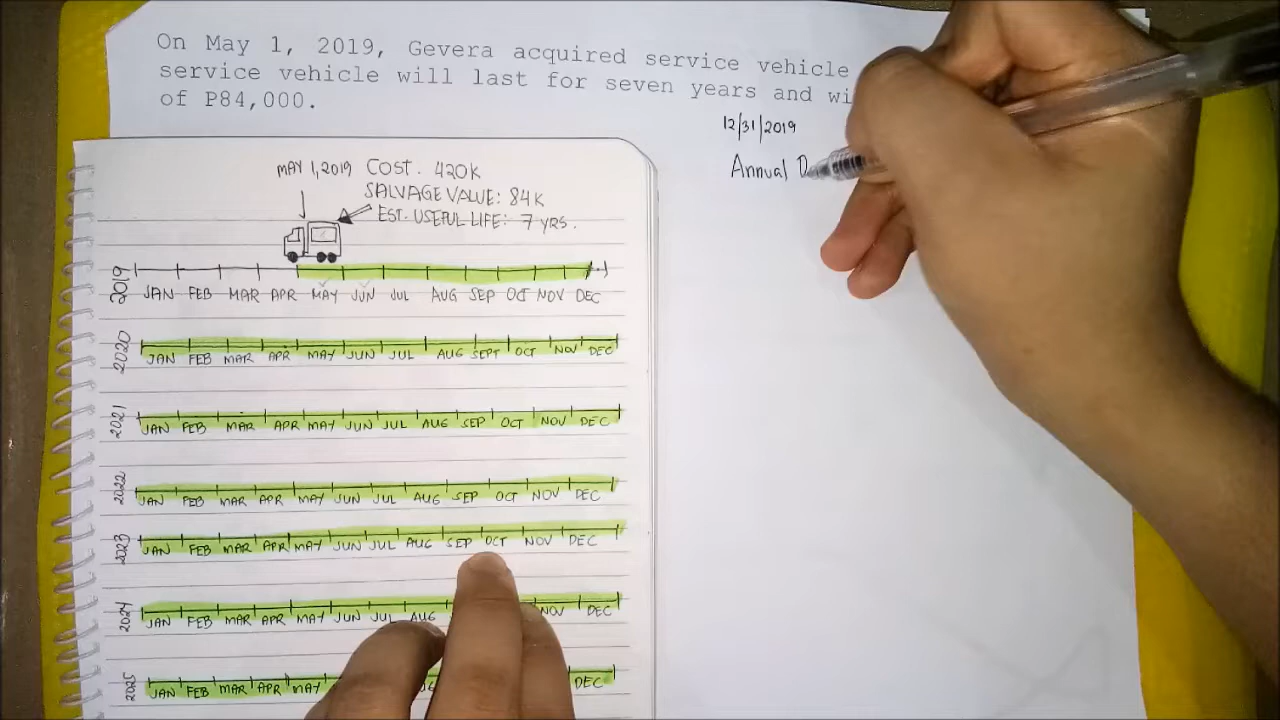 On May 1, 2019, Gevera acquired service vehicle
service vehicle will last for seven years and wi
of P84,000.
12/31/2019
Annual D
MAY 1, 2019 COST. 420K
SALVAGE VALUE: 84K
EST. USEFUL LIFE: 7 YRS.
2019
JAN FEB MAR APR MAY JUN JUL AUG SEP OCT NOV DEC
2020
JAN FEB MAR APR MAY JUN JUL AUG SEPT OCT NOV DEC
2021
JAN FEB MAR APR MAY JUN JUL AUG SEP OCT NOV DEC
2022
JAN FEB MAR APR MAY JUN JUL AUG SEP OCT NOV DEC
2023
JAN FEB MAR APR MAY JUN JUL AUG SEP OCT NOV DEC
2024
JAN FEB MAR APR MAY JUN JUL AUG NOV DEC
2025
JAN FEB MAR APR MAY DEC